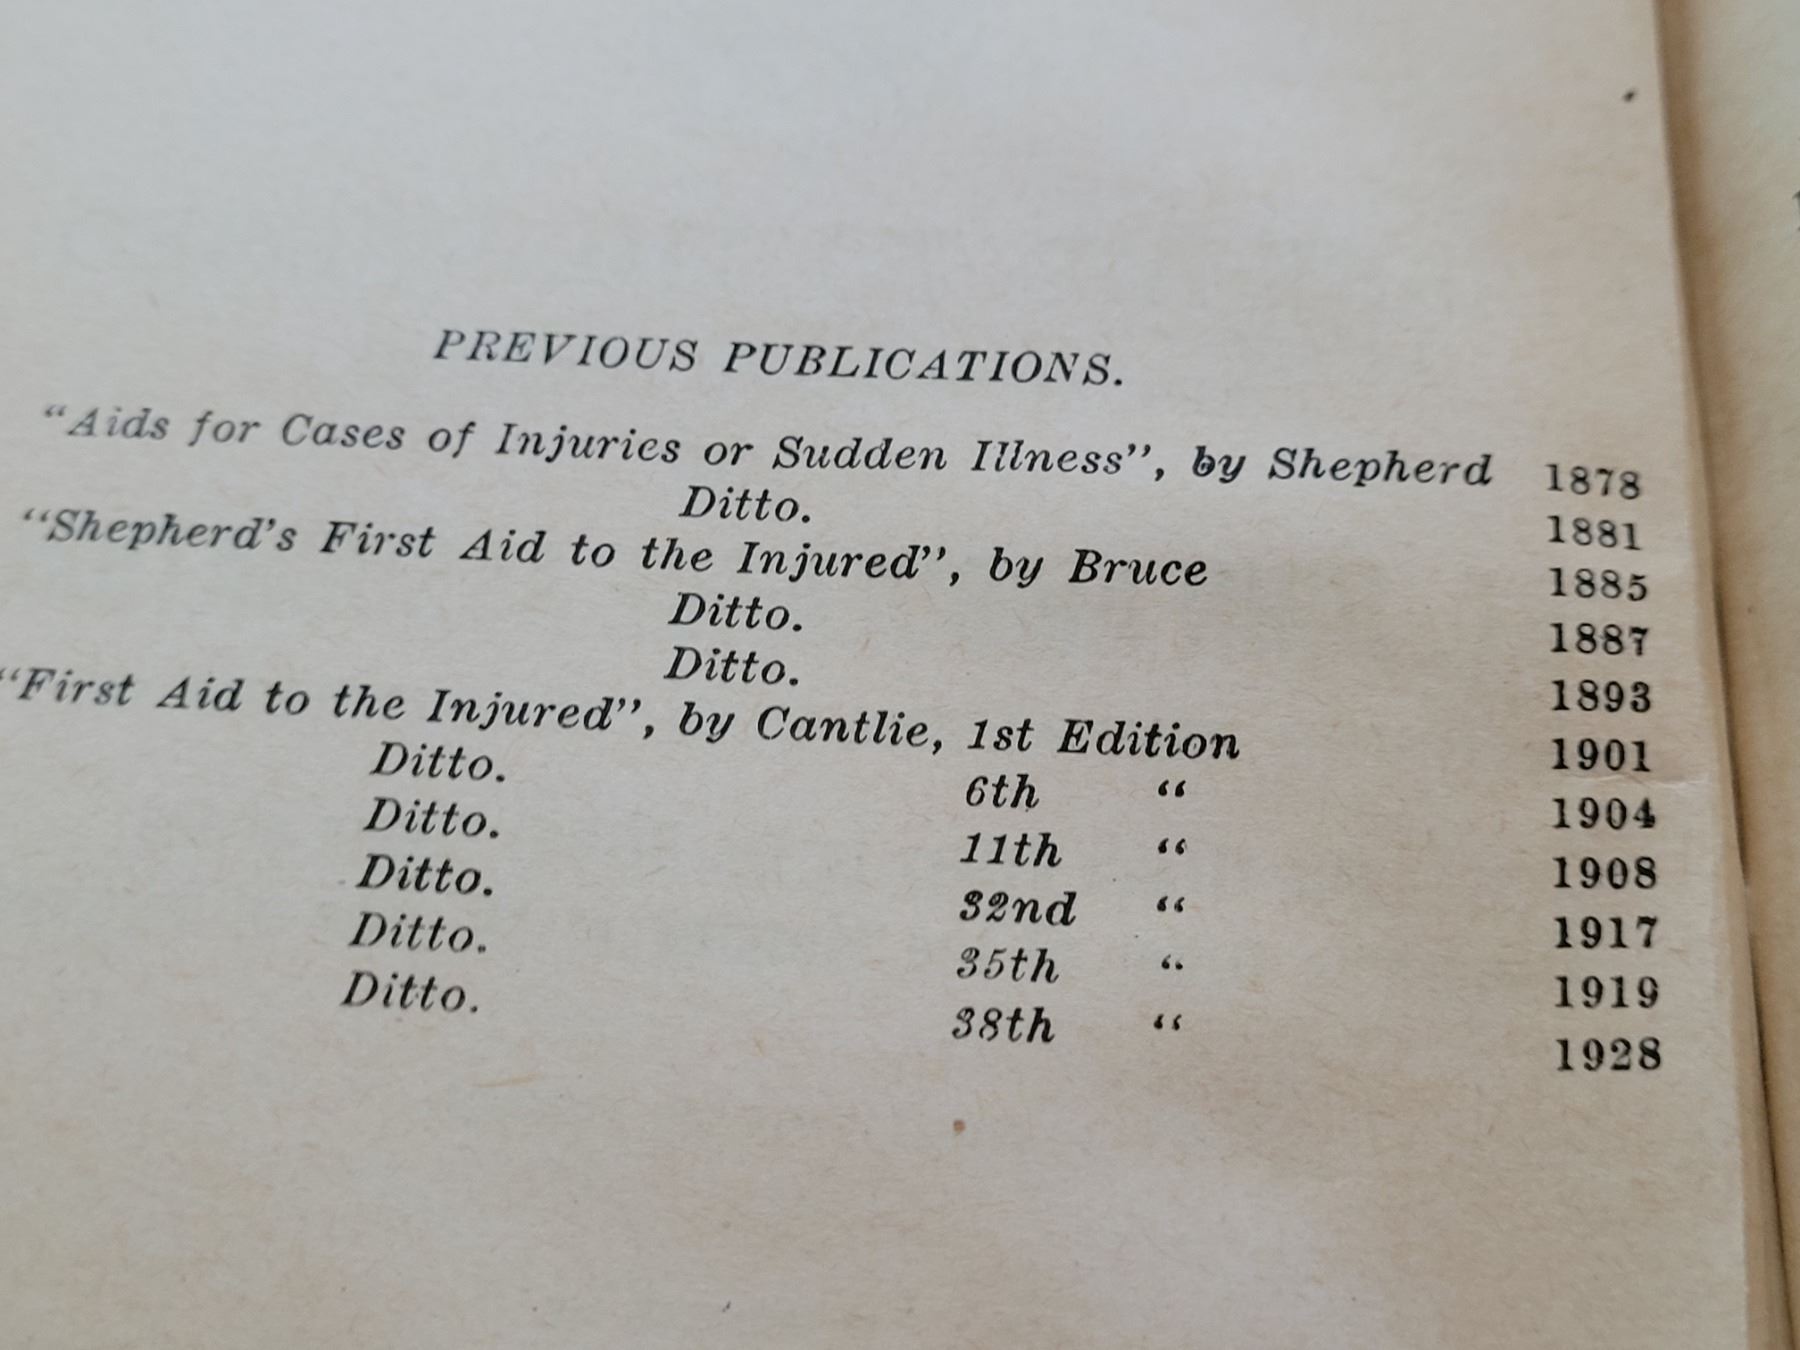 PREVIOUS PUBLICATIONS.
"Aids for Cases of Injuries or Sudden Illness", by Shepherd 1878
Ditto. 1881
"Shepherd's First Aid to the Injured", by Bruce 1885
Ditto. 1887
Ditto. 1893
"First Aid to the Injured", by Cantlie, 1st Edition 1901
Ditto. 6th “ 1904
Ditto. 11th “ 1908
Ditto. 32nd “ 1917
Ditto. 35th “ 1919
Ditto. 38th “ 1928